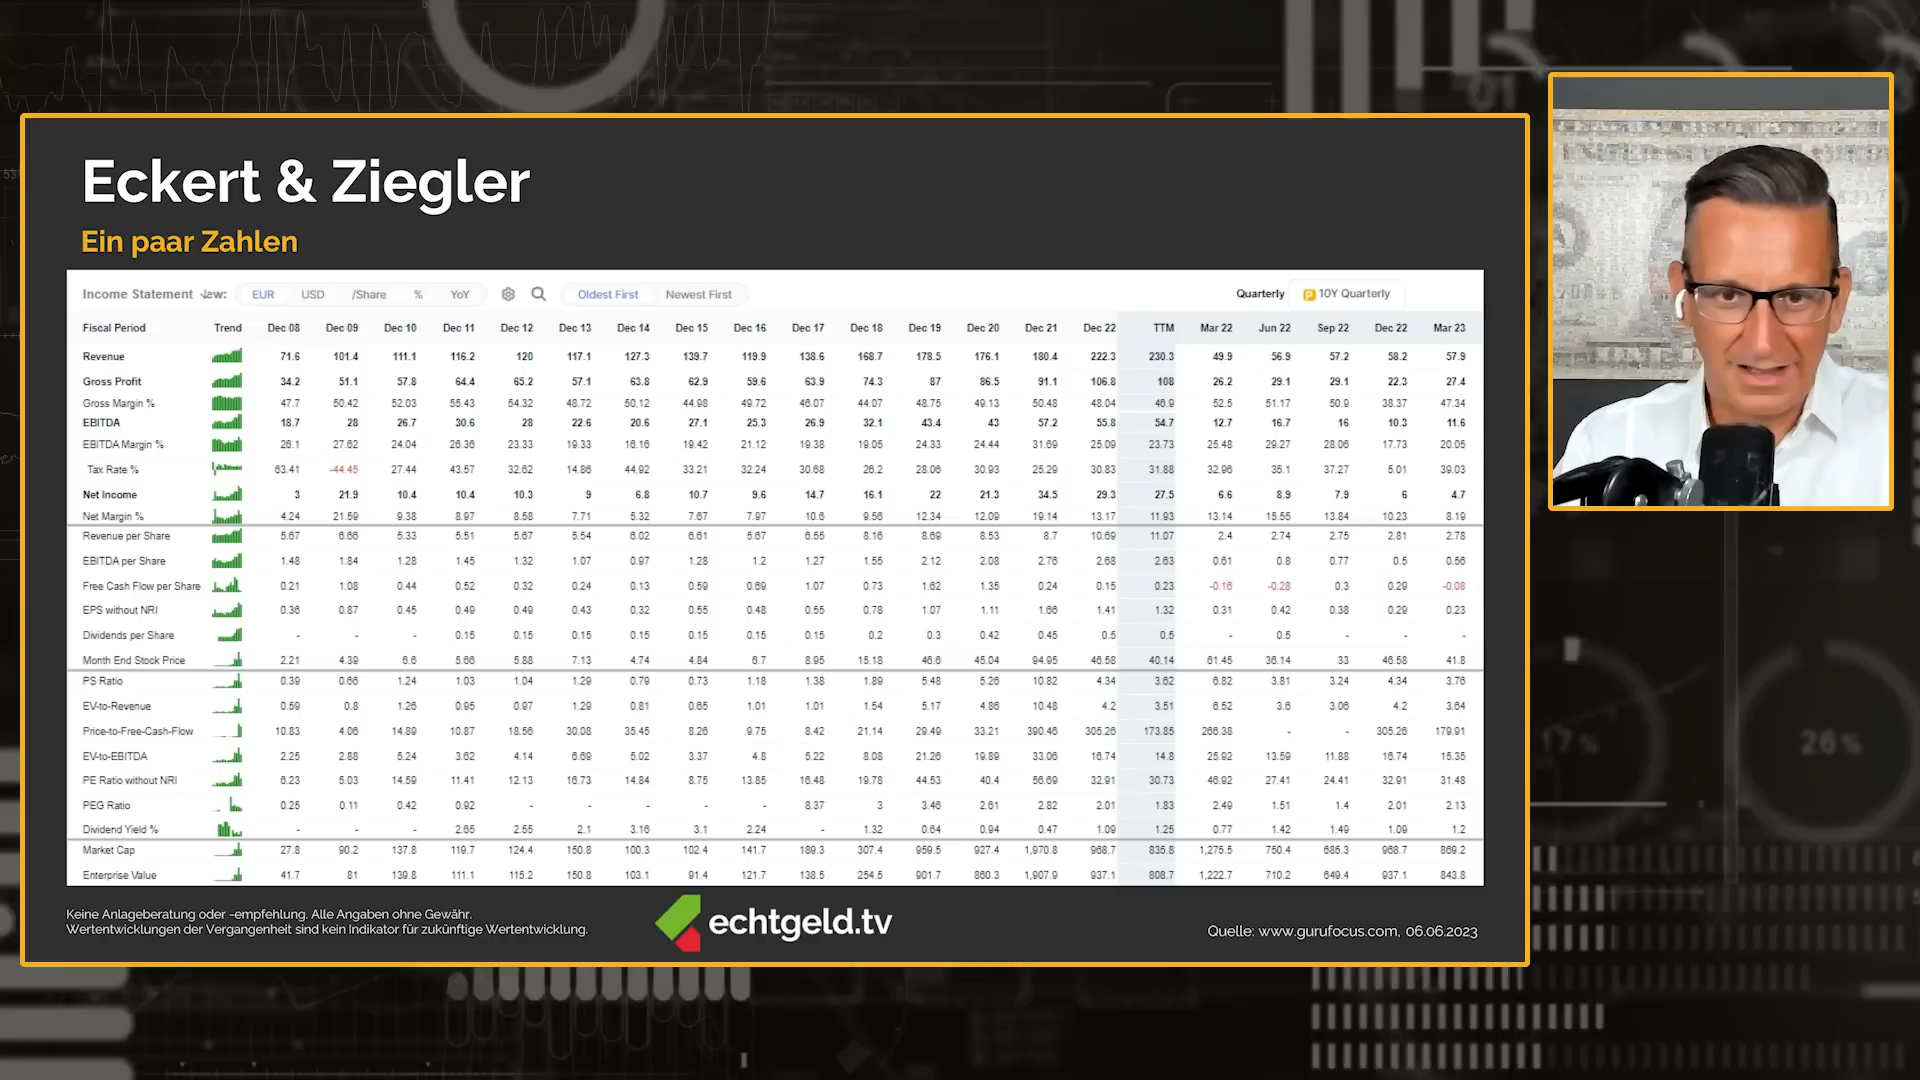 Eckert & Ziegler
Ein paar Zahlen
Income Statement EUR USD /Share % YoY Oldest First Newest First Quarterly 10Y Quarterly
Fiscal Period Trend Dec 08 Dec 09 Dec 10 Dec 11 Dec 12 Dec 13 Dec 14 Dec 15 Dec 16 Dec 17 Dec 18 Dec 19 Dec 20 Dec 21 Dec 22 TTM Mar 22 Jun 22 Sep 22 Dec 22 Mar 23
Revenue 71.6 101.4 111.1 116.2 120 117.1 127.3 139.7 119.9 138.6 168.7 178.5 176.1 180.4 222.3 230.3 49.9 56.9 57.2 58.2 57.9
Gross Profit 34.2 51.1 57.8 64.4 65.2 57.1 63.8 62.9 59.6 63.9 74.3 87 86.5 91.1 106.8 108 26.2 29.1 29.1 22.3 27.4
Gross Margin % 47.7 50.42 52.03 55.43 54.32 48.72 50.12 44.98 49.72 46.07 44.07 48.75 49.13 50.48 48.04 46.9 52.5 51.17 50.9 38.37 47.34
EBITDA 18.7 28 26.7 30.6 28 22.6 20.6 27.1 25.3 26.9 32.1 43.4 43 57.2 55.8 54.7 12.7 16.7 16 10.3 11.6
EBITDA Margin % 26.1 27.62 24.04 26.36 23.33 19.33 16.16 19.42 21.12 19.38 19.05 24.33 24.44 31.69 25.09 23.73 25.48 29.27 28.06 17.73 20.05
Tax Rate % 63.41 -44.45 27.44 43.57 32.62 14.86 44.92 33.21 32.24 30.68 26.2 28.06 30.93 25.29 30.83 31.88 32.96 35.1 37.27 5.01 39.03
Net Income 3 21.9 10.4 10.4 10.3 9 6.8 10.7 9.6 14.7 16.1 22 21.3 34.5 29.3 27.5 6.6 8.9 7.9 6 4.7
Net Margin % 4.24 21.59 9.38 8.97 8.58 7.71 5.32 7.67 7.97 10.6 9.56 12.34 12.09 19.14 13.17 11.93 13.14 15.55 13.84 10.23 8.19
Revenue per Share 5.67 6.66 5.33 5.51 5.67 5.54 6.02 6.61 5.67 6.55 8.16 8.69 8.53 8.7 10.69 11.07 2.4 2.74 2.75 2.81 2.78
EBITDA per Share 1.48 1.84 1.28 1.45 1.32 1.07 0.97 1.28 1.2 1.27 1.55 2.12 2.08 2.76 2.68 2.63 0.61 0.8 0.77 0.5 0.56
Free Cash Flow per Share 0.21 1.08 0.44 0.52 0.32 0.24 0.13 0.59 0.69 1.07 0.73 1.62 1.35 0.24 0.15 0.23 -0.16 -0.28 0.3 0.29 -0.08
EPS without NRI 0.36 0.87 0.45 0.49 0.49 0.43 0.32 0.55 0.48 0.55 0.78 1.07 1.11 1.66 1.41 1.32 0.31 0.42 0.38 0.29 0.23
Dividends per Share - - - 0.15 0.15 0.15 0.15 0.15 0.15 0.15 0.2 0.3 0.42 0.45 0.5 0.5 - 0.5 - - -
Month End Stock Price 2.21 4.39 6.6 5.66 5.88 7.13 4.74 4.84 6.7 8.95 15.18 46.6 45.04 94.95 46.58 40.14 61.45 36.14 33 46.58 41.8
PS Ratio 0.39 0.66 1.24 1.03 1.04 1.29 0.79 0.73 1.18 1.38 1.89 5.48 5.26 10.82 4.34 3.62 6.82 3.81 3.24 4.34 3.76
EV-to-Revenue 0.59 0.8 1.26 0.95 0.97 1.29 0.81 0.65 1.01 1.01 1.54 5.17 4.86 10.48 4.2 3.51 6.52 3.6 3.06 4.2 3.64
Price-to-Free-Cash-Flow 10.83 4.06 14.89 10.87 18.56 30.08 35.45 8.26 9.75 8.42 21.14 29.49 33.21 390.46 305.26 173.85 266.38 - - 305.26 179.91
EV-to-EBITDA 2.25 2.88 5.24 3.62 4.14 6.69 5.02 3.37 4.8 5.22 8.08 21.26 19.89 33.06 16.74 14.8 25.92 13.59 11.88 16.74 15.35
PE Ratio without NRI 6.23 5.03 14.59 11.41 12.13 16.73 14.84 8.75 13.85 16.48 19.78 44.53 40.4 56.69 32.91 30.73 46.92 27.41 24.41 32.91 31.48
PEG Ratio 0.25 0.11 0.42 0.92 - - - - - 8.37 3 3.46 2.61 2.82 2.01 1.83 2.49 1.51 1.4 2.01 2.13
Dividend Yield % - - - 2.65 2.55 2.1 3.16 3.1 2.24 - 1.32 0.64 0.94 0.47 1.09 1.25 0.77 1.42 1.49 1.09 1.2
Market Cap 27.8 90.2 137.8 119.7 124.4 150.8 100.3 102.4 141.7 189.3 307.4 959.5 927.4 1,970.8 968.7 835.8 1,275.5 750.4 685.3 968.7 869.2
Enterprise Value 41.7 81 139.8 111.1 115.2 150.8 103.1 91.4 121.7 138.5 254.5 901.7 860.3 1,907.9 937.1 808.7 1,222.7 710.2 649.4 937.1 843.8
Keine Anlageberatung oder -empfehlung. Alle Angaben ohne Gewähr.
Wertentwicklungen der Vergangenheit sind kein Indikator für zukünftige Wertentwicklung.
echtgeld.tv
Quelle: www.gurufocus.com, 06.06.2023
17%
26%
01